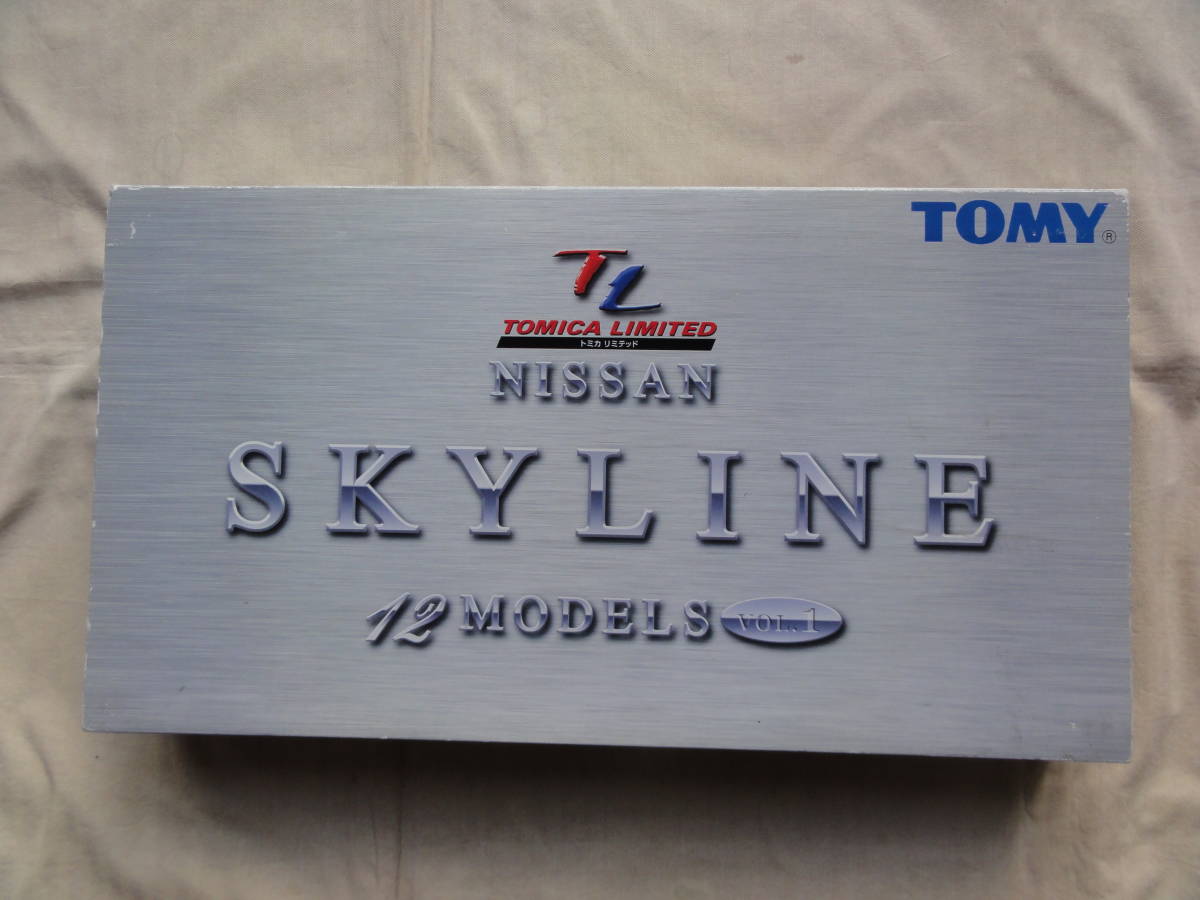 TOMY®
TL
TOMICA LIMITED
トミカ リミテッド
NISSAN
SKYLINE
12 MODELS VOL.1